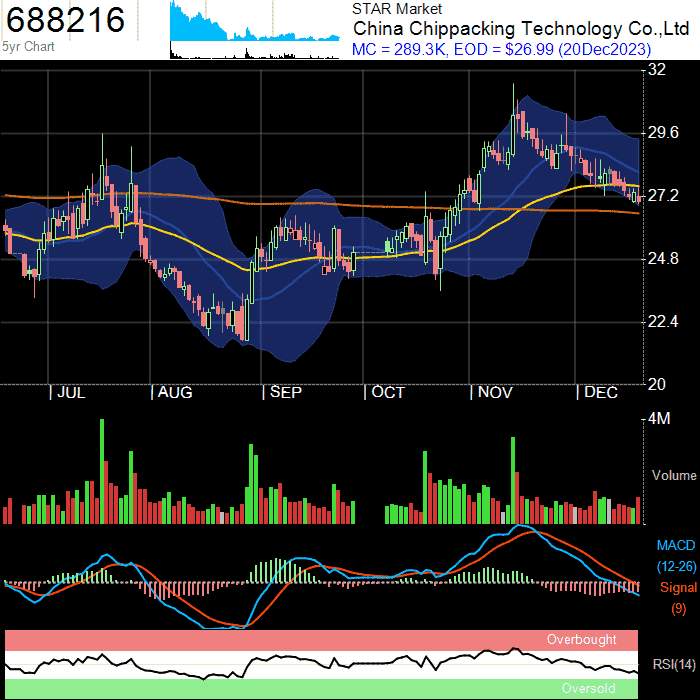 688216
5yr Chart
STAR Market
China Chippacking Technology Co.,Ltd
MC = 289.3K, EOD = $26.99 (20Dec2023)
32
29.6
27.2
24.8
22.4
20
| JUL | AUG | SEP | OCT | NOV | DEC
4M
Volume
MACD
(12-26)
Signal
(9)
Overbought
RSI(14)
Oversold